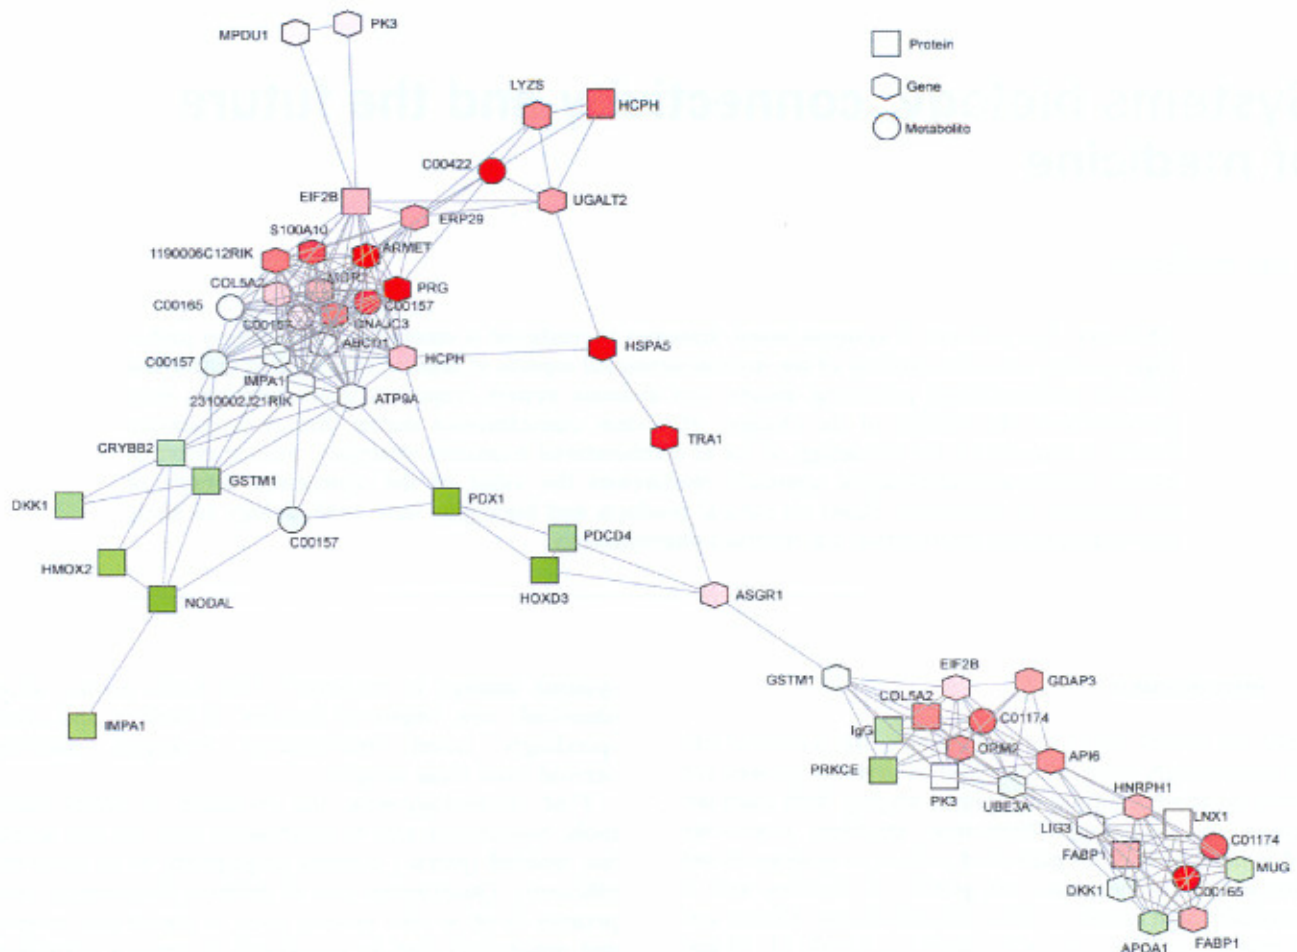 MPDU1
PK3
Protein
Gene
Metabolito
LYZS
HCPH
C00422
EIF2B
UGALT2
ERP29
S100A10
ARMET
1190006C12RIK
COL5A2
PRG
C00165
C00157
C00157
DNAJC3
ABCD1
C00157
HCPH
HSPA5
IMPA1
2310002J21RIK
ATP9A
TRA1
CRYBB2
GSTM1
DKK1
PDX1
C00157
PDCD4
HMOX2
NODAL
HOXD3
ASGR1
IMPA1
GSTM1
EIF2B
GDAP3
COL5A2
C01174
IgG
ORM2
API6
PRKCE
PK3
UBE3A
HNRPH1
LNX1
LIG3
C01174
FABP1
MUG
DKK1
C00165
APOA1
FABP1